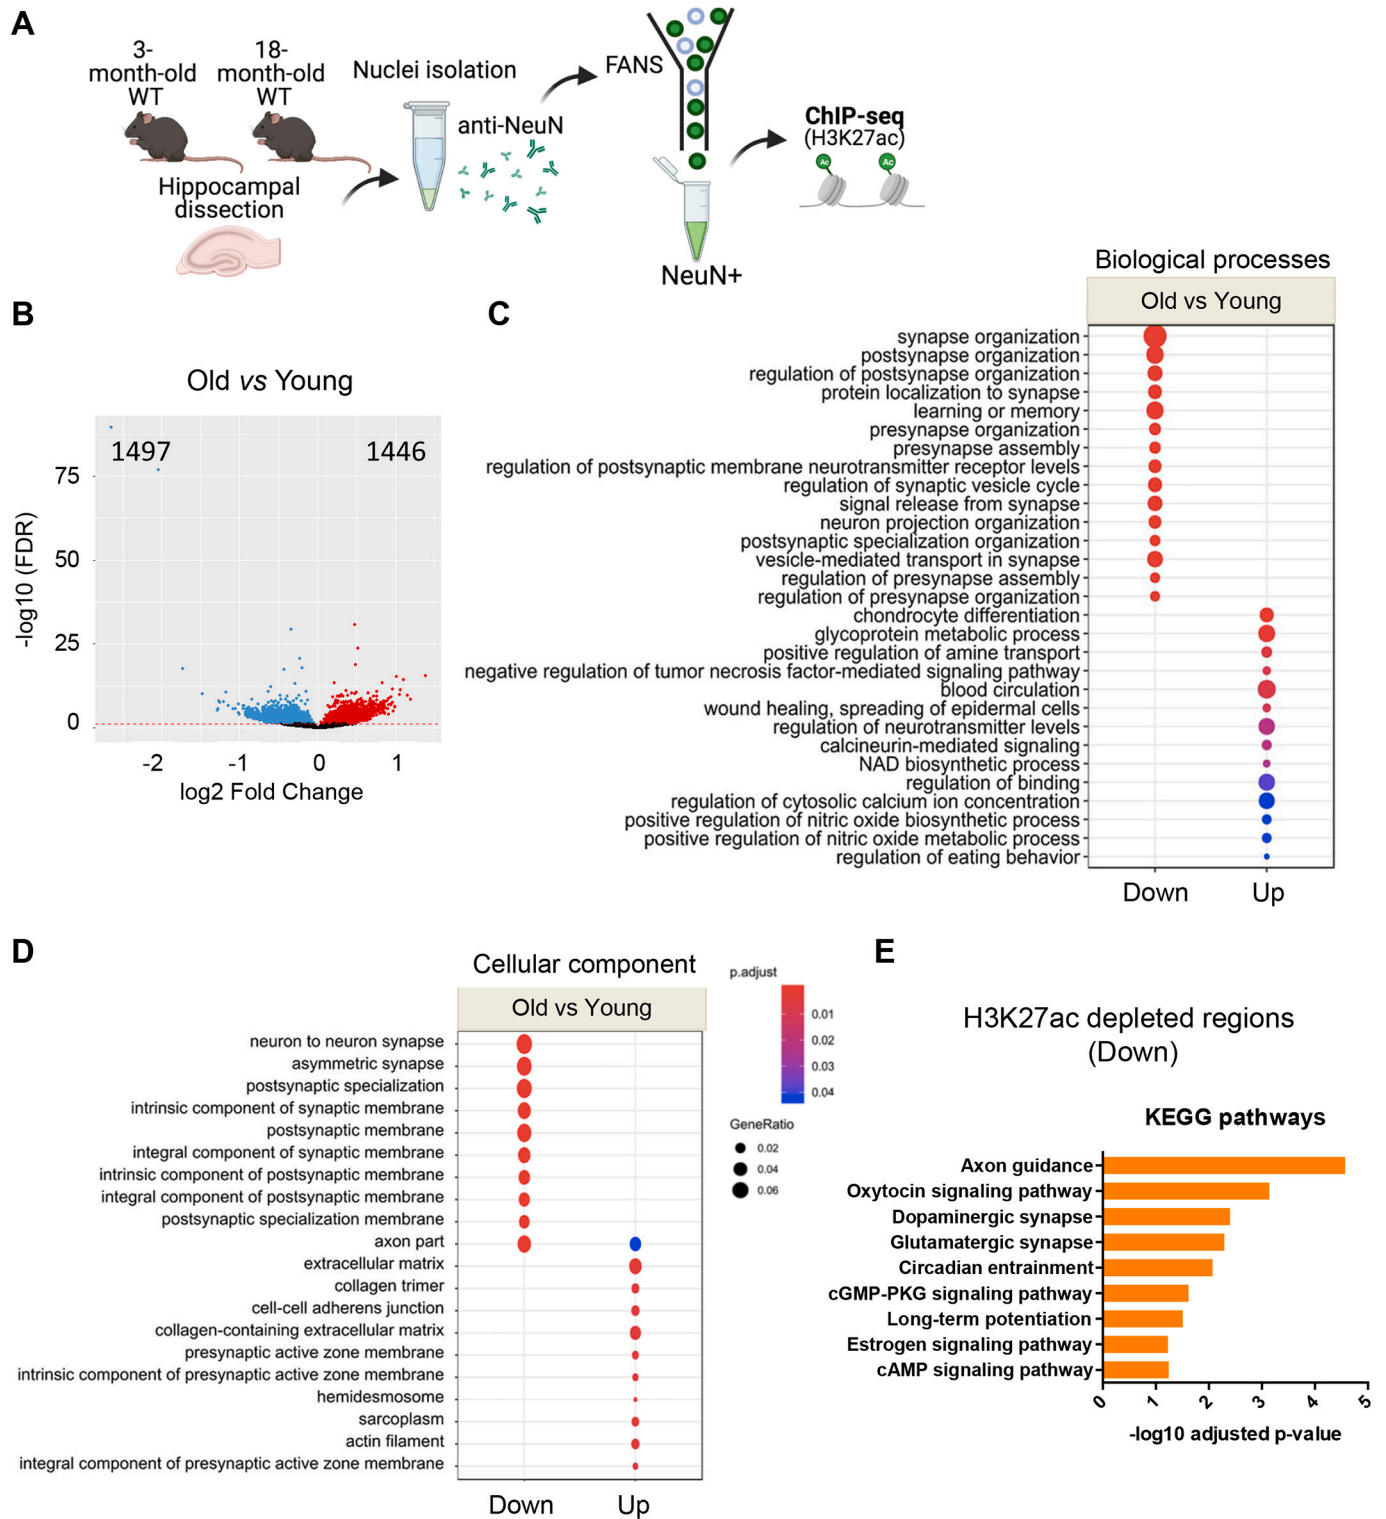 A
3-
month-old
WT
18-
month-old
WT
Hippocampal
dissection
Nuclei isolation
anti-NeuN
FANS
NeuN+
ChIP-seq
(H3K27ac)
Ac
Ac
B
Old vs Young
1497
1446
75
50
25
0
-log10 (FDR)
-2
-1
0
1
log2 Fold Change
C
Biological processes
Old vs Young
synapse organization
postsynapse organization
regulation of postsynapse organization
protein localization to synapse
learning or memory
presynapse organization
presynapse assembly
regulation of postsynaptic membrane neurotransmitter receptor levels
regulation of synaptic vesicle cycle
signal release from synapse
neuron projection organization
postsynaptic specialization organization
vesicle-mediated transport in synapse
regulation of presynapse assembly
regulation of presynapse organization
chondrocyte differentiation
glycoprotein metabolic process
positive regulation of amine transport
negative regulation of tumor necrosis factor-mediated signaling pathway
blood circulation
wound healing, spreading of epidermal cells
regulation of neurotransmitter levels
calcineurin-mediated signaling
NAD biosynthetic process
regulation of binding
regulation of cytosolic calcium ion concentration
positive regulation of nitric oxide biosynthetic process
positive regulation of nitric oxide metabolic process
regulation of eating behavior
Down
Up
D
Cellular component
Old vs Young
neuron to neuron synapse
asymmetric synapse
postsynaptic specialization
intrinsic component of synaptic membrane
postsynaptic membrane
integral component of synaptic membrane
intrinsic component of postsynaptic membrane
integral component of postsynaptic membrane
postsynaptic specialization membrane
axon part
extracellular matrix
collagen trimer
cell-cell adherens junction
collagen-containing extracellular matrix
presynaptic active zone membrane
intrinsic component of presynaptic active zone membrane
hemidesmosome
sarcoplasm
actin filament
integral component of presynaptic active zone membrane
Down
Up
p.adjust
0.01
0.02
0.03
0.04
GeneRatio
0.02
0.04
0.06
E
H3K27ac depleted regions
(Down)
KEGG pathways
Axon guidance
Oxytocin signaling pathway
Dopaminergic synapse
Glutamatergic synapse
Circadian entrainment
cGMP-PKG signaling pathway
Long-term potentiation
Estrogen signaling pathway
cAMP signaling pathway
0
1
2
3
4
5
-log10 adjusted p-value